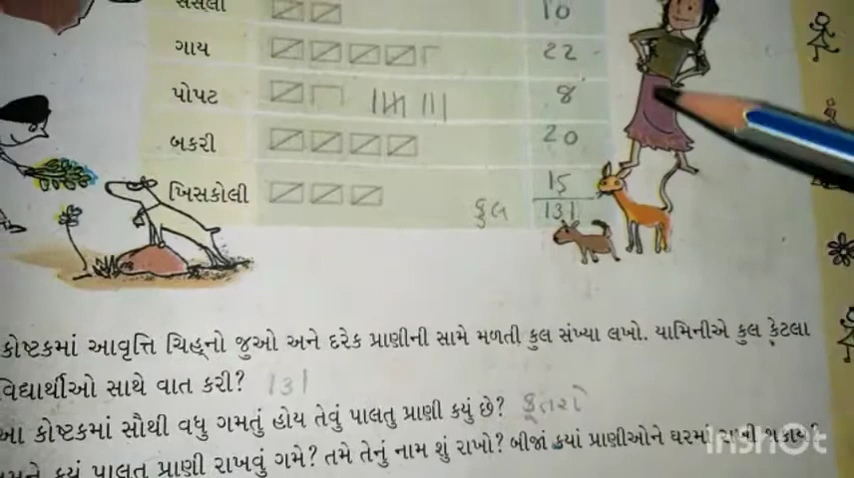 સસલા 10
ગાય 22
પોપટ 8
બકરી 20
ખિસકોલી 15
કુલ 131
કોષ્ટકમાં આવૃત્તિ ચિહ્નો જુઓ અને દરેક પ્રાણીની સામે મળતી કુલ સંખ્યા લખો. યામિનીએ કુલ કેટલા
વિદ્યાર્થીઓ સાથે વાત કરી? 131
આ કોષ્ટકમાં સૌથી વધુ ગમતું હોય તેવું પાલતુ પ્રાણી કયું છે? કૂતરો
કયું પાલતુ પ્રાણી રાખવું ગમે? તમે તેનું નામ શું રાખો? બીજાં કયાં પ્રાણીઓને ઘરમાં
inshot